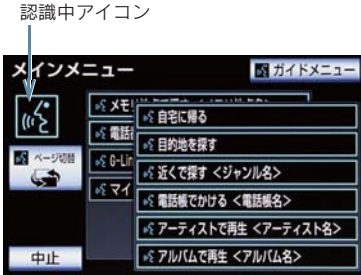 認識中アイコン
メインメニュー
ガイドメニュー
メモリ
自宅に帰る
電話
目的地を探す
ページ切替
G-Lin
近くで探す <ジャンル名>
マイ
電話帳でかける <電話帳名>
アーティストで再生 <アーティスト名>
中止
アルバムで再生 <アルバム名>